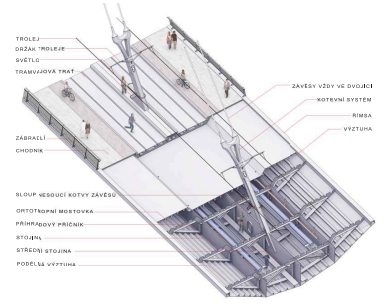 TROLEJ
DRŽÁK TROLEJE
SVĚTLO
TRAMVAJOVÁ TRAŤ
ZÁBRADLÍ
CHODNÍK
SLOUP NESOUCÍ KOTVY ZÁVĚSŮ
ORTOTROPNÍ MOSTOVKA
PŘÍHRADOVÝ PŘÍČNÍK
STOJINA
STŘEDNÍ STOJINA
PODÉLNÁ VÝZTUHA
ZÁVĚSY VŽDY VE DVOJICI
KOTEVNÍ SYSTÉM
ŘÍMSA
VÝZTUHA